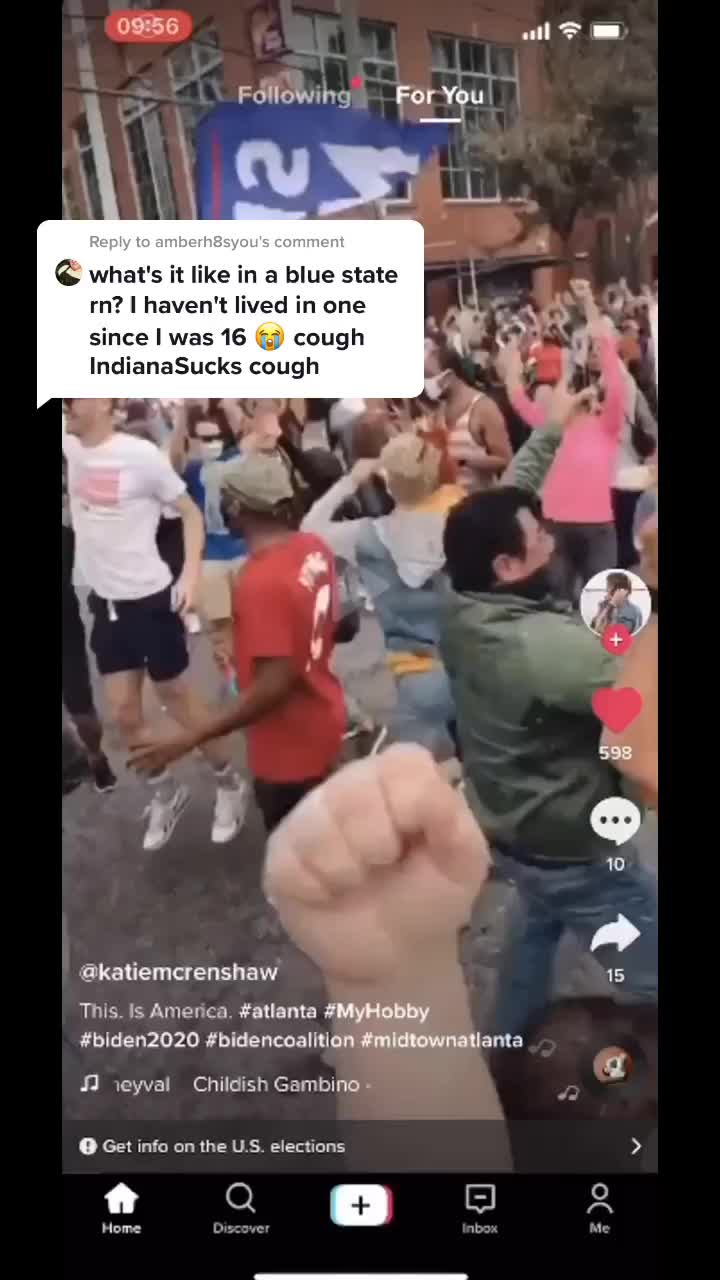 09:56
Following
For You
Reply to amberh8syou's comment
what's it like in a blue state
rn? I haven't lived in one
since I was 16 😭 cough
IndianaSucks cough
598
10
15
@katiemcrenshaw
This. Is America. #atlanta #MyHobby
#biden2020 #bidencoalition #midtownatlanta
heyval Childish Gambino -
Get info on the U.S. elections
Home
Discover
Inbox
Me